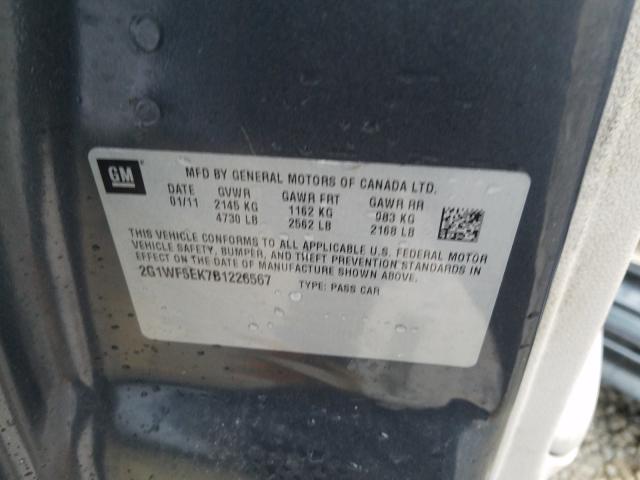 GM
MFD BY GENERAL MOTORS OF CANADA LTD.
DATE GVWR GAWR FRT GAWR RR
01/11 2145 KG 1162 KG 983 KG
4730 LB 2562 LB 2168 LB
THIS VEHICLE CONFORMS TO ALL APPLICABLE U.S. FEDERAL MOTOR
VEHICLE SAFETY, BUMPER, AND THEFT PREVENTION STANDARDS IN
EFFECT ON THE DATE OF MANUFACTURE SHOWN ABOVE.
2G1WF5EK7B1226567 TYPE: PASS CAR